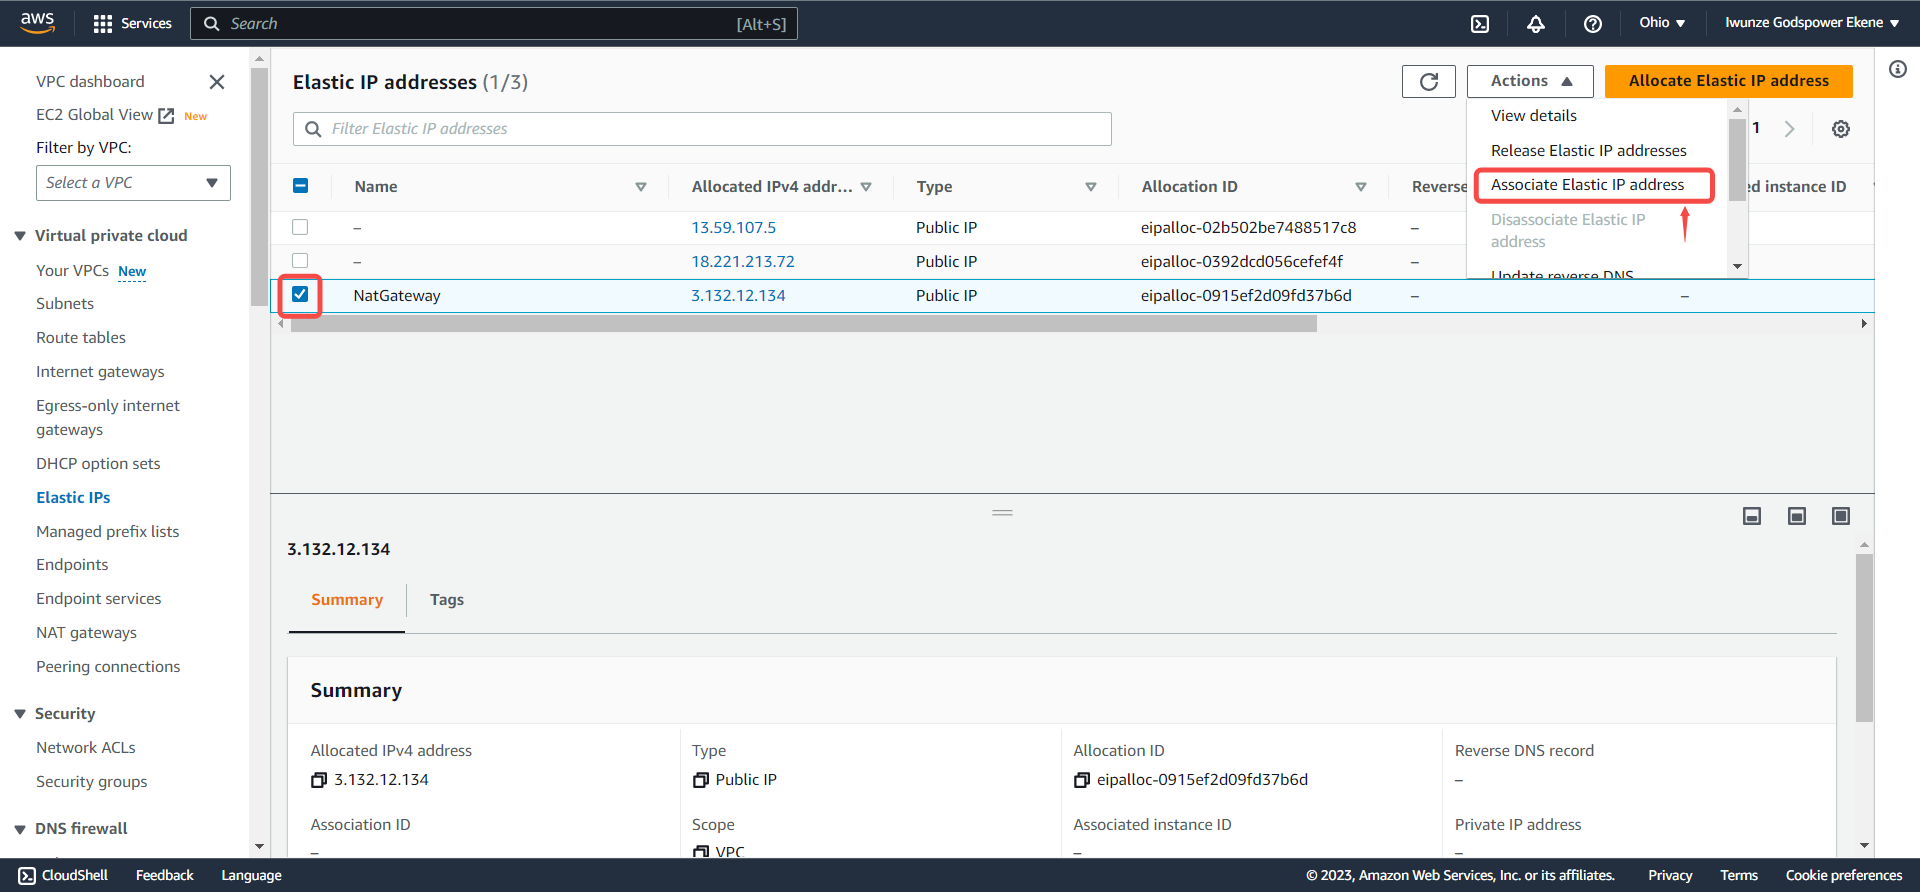 aws
Services
Search
[Alt+S]
Ohio
Iwunze Godspower Ekene
VPC dashboard
EC2 Global View
New
Filter by VPC:
Select a VPC
Virtual private cloud
Your VPCs New
Subnets
Route tables
Internet gateways
Egress-only internet
gateways
DHCP option sets
Elastic IPs
Managed prefix lists
Endpoints
Endpoint services
NAT gateways
Peering connections
Security
Network ACLs
Security groups
DNS firewall
Elastic IP addresses (1/3)
Actions
Allocate Elastic IP address
Filter Elastic IP addresses
1
View details
Release Elastic IP addresses
Associate Elastic IP address
Disassociate Elastic IP
address
Update reverse DNS
Name Allocated IPv4 addr... Type Allocation ID Reverse ed instance ID
– 13.59.107.5 Public IP eipalloc-02b502be7488517c8 –
– 18.221.213.72 Public IP eipalloc-0392dcd056cefef4f –
NatGateway 3.132.12.134 Public IP eipalloc-0915ef2d09fd37b6d – –
3.132.12.134
Summary Tags
Summary
Allocated IPv4 address Type Allocation ID Reverse DNS record
3.132.12.134 Public IP eipalloc-0915ef2d09fd37b6d –
Association ID Scope Associated instance ID Private IP address
– VPC – –
CloudShell Feedback Language © 2023, Amazon Web Services, Inc. or its affiliates. Privacy Terms Cookie preferences